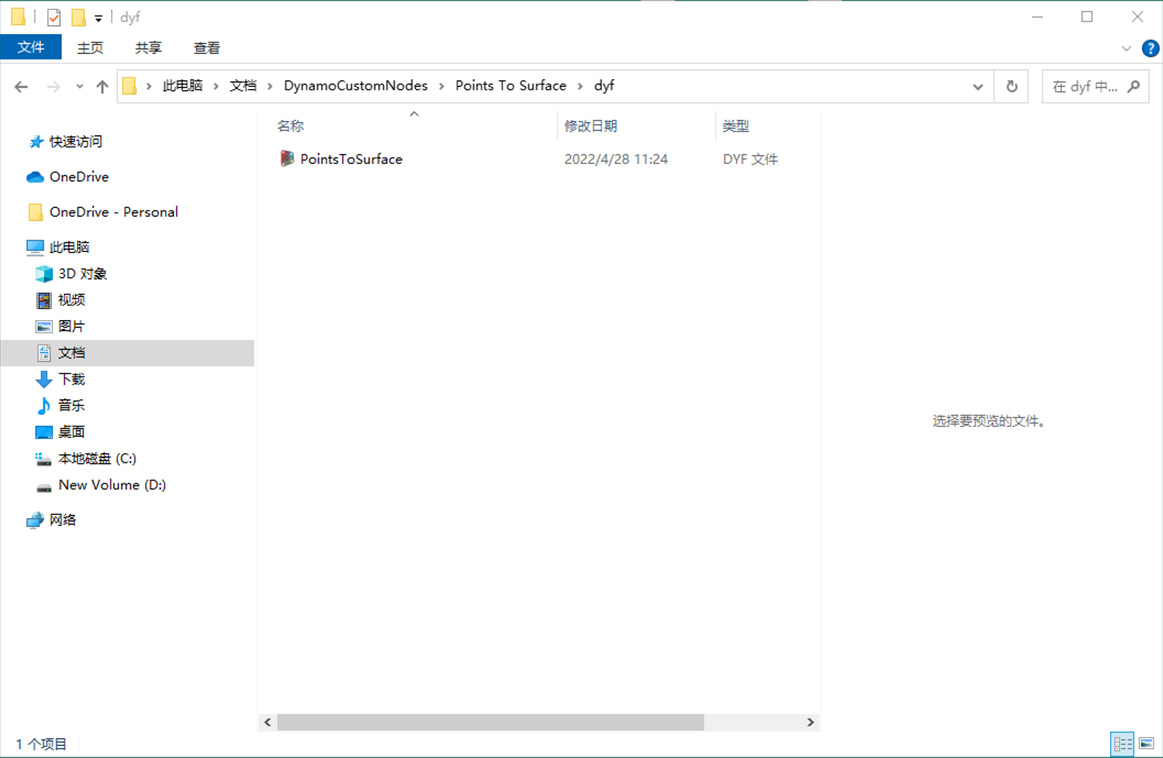 dyf
文件 主页 共享 查看
此电脑 文档 DynamoCustomNodes Points To Surface dyf 在 dyf 中...
名称 修改日期 类型
PointsToSurface 2022/4/28 11:24 DYF 文件
快速访问
OneDrive
OneDrive - Personal
此电脑
3D 对象
视频
图片
文档
下载
音乐
桌面
本地磁盘 (C:)
New Volume (D:)
网络
选择要预览的文件。
1 个项目